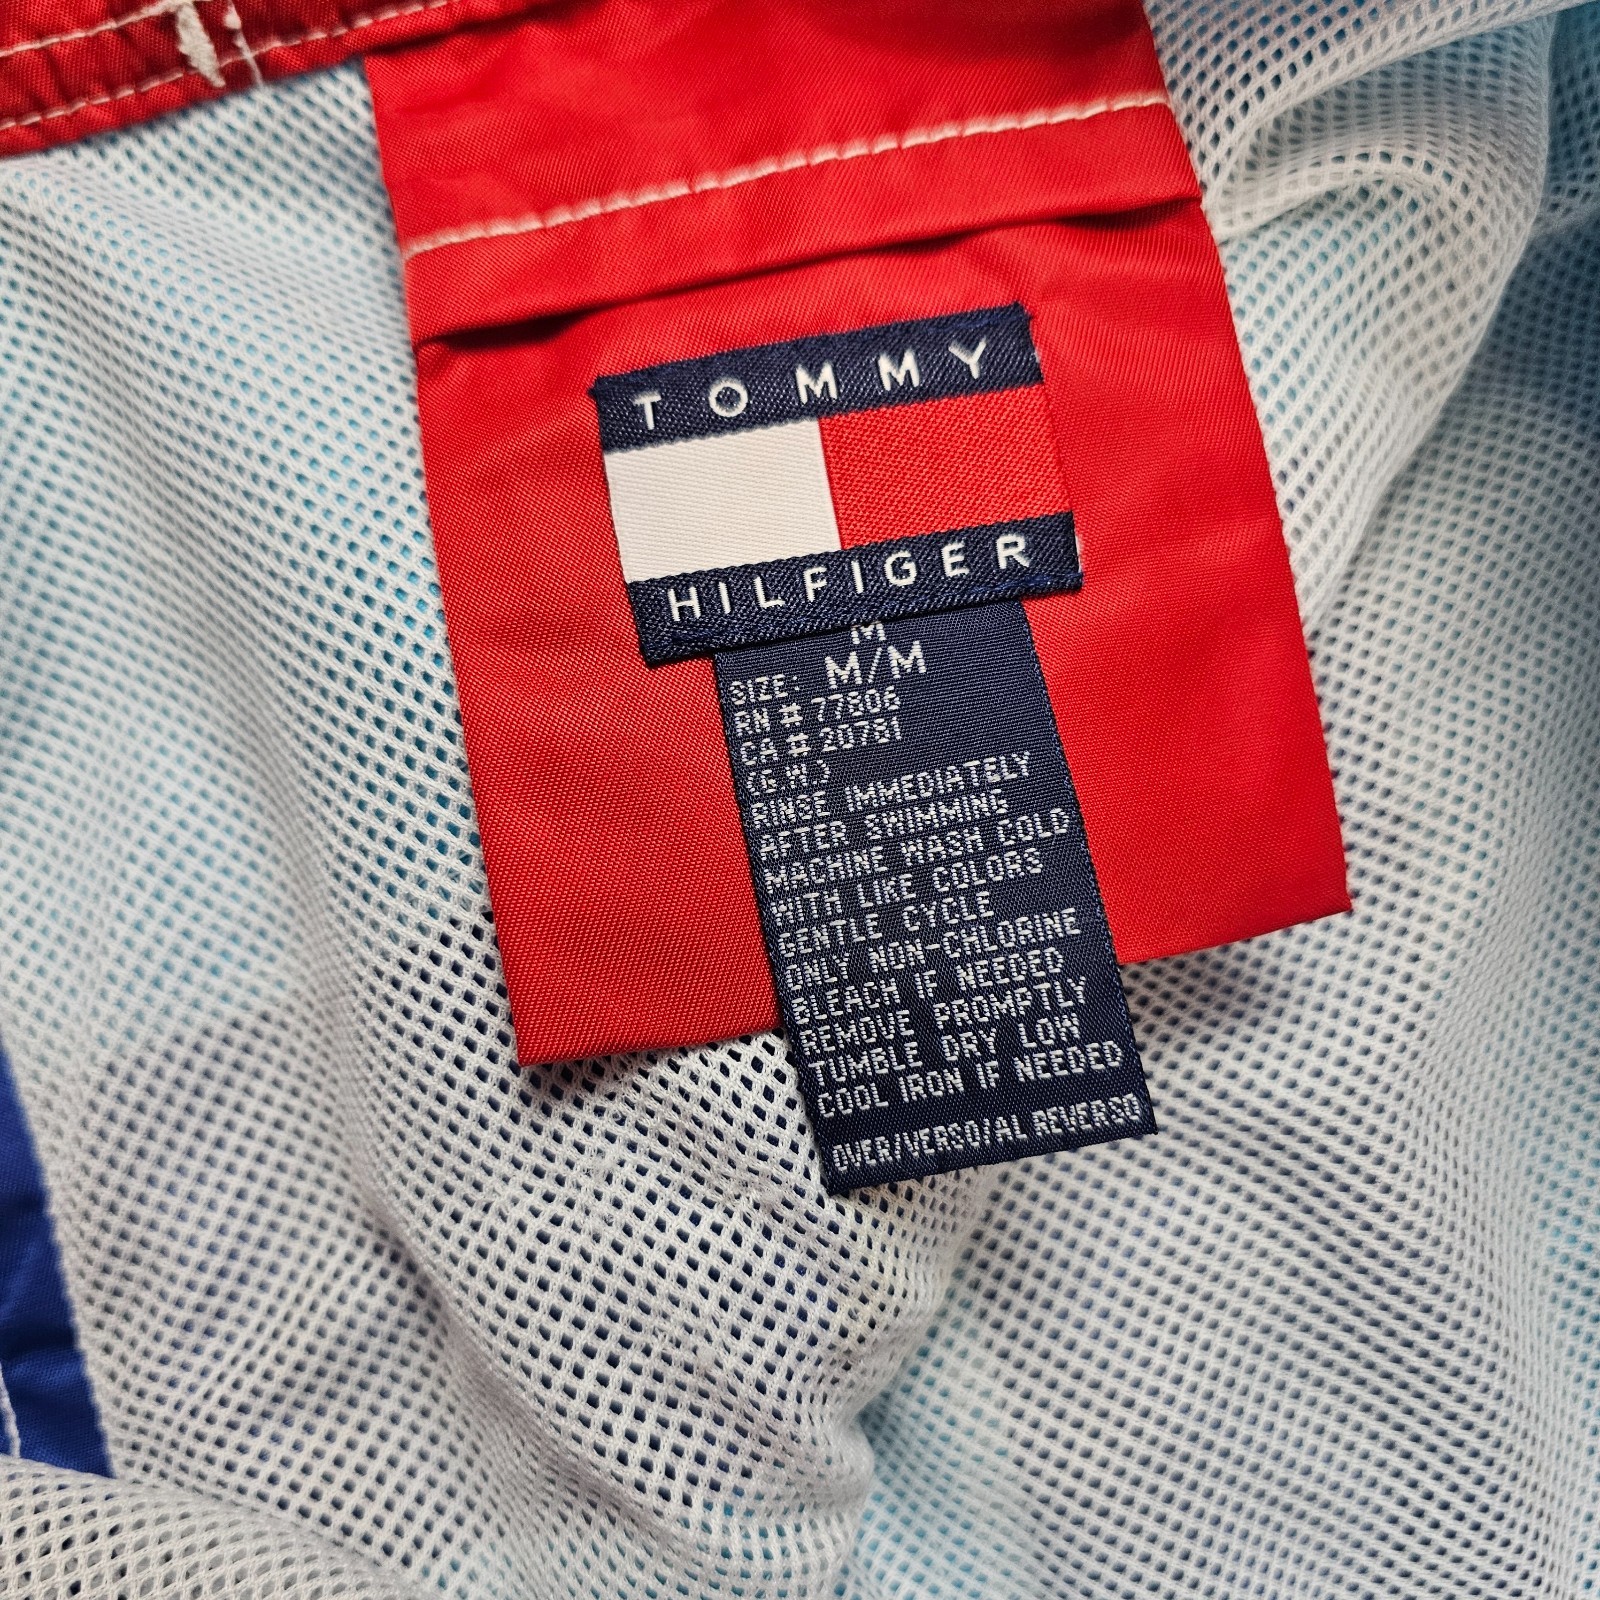 TOMMY
HILFIGER
M
SIZE: M/M
RN # 77806
CA # 20781
(G.W.)
RINSE IMMEDIATELY
AFTER SWIMMING
MACHINE WASH COLD
WITH LIKE COLORS
GENTLE CYCLE
ONLY NON-CHLORINE
BLEACH IF NEEDED
REMOVE PROMPTLY
TUMBLE DRY LOW
COOL IRON IF NEEDED
OVER/VERSO/AL REVERSO